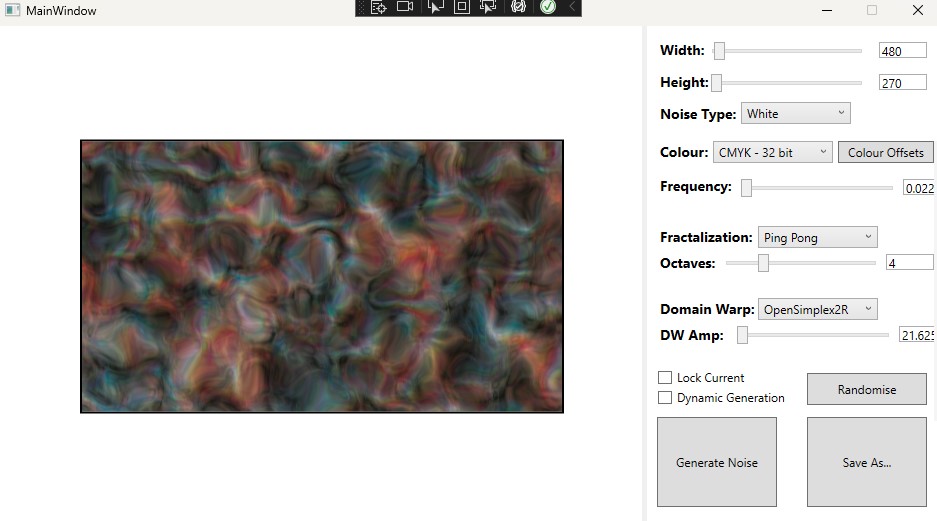 MainWindow
Width: 480
Height: 270
Noise Type: White
Colour: CMYK - 32 bit Colour Offsets
Frequency: 0.022
Fractalization: Ping Pong
Octaves: 4
Domain Warp: OpenSimplex2R
DW Amp: 21.625
Lock Current
Dynamic Generation
Randomise
Generate Noise
Save As...